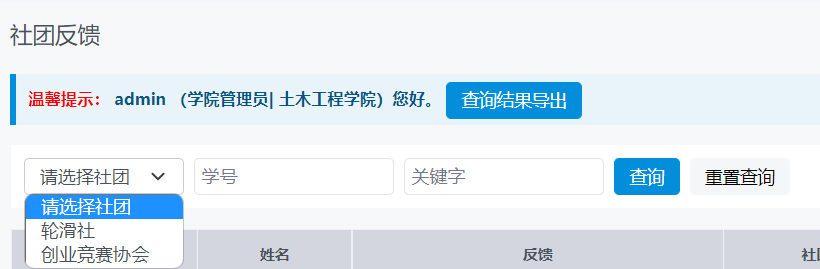 社团反馈
温馨提示： admin （学院管理员| 土木工程学院）您好。 查询结果导出
请选择社团 学号 关键字 查询 重置查询
请选择社团
轮滑社
创业竞赛协会
姓名 反馈